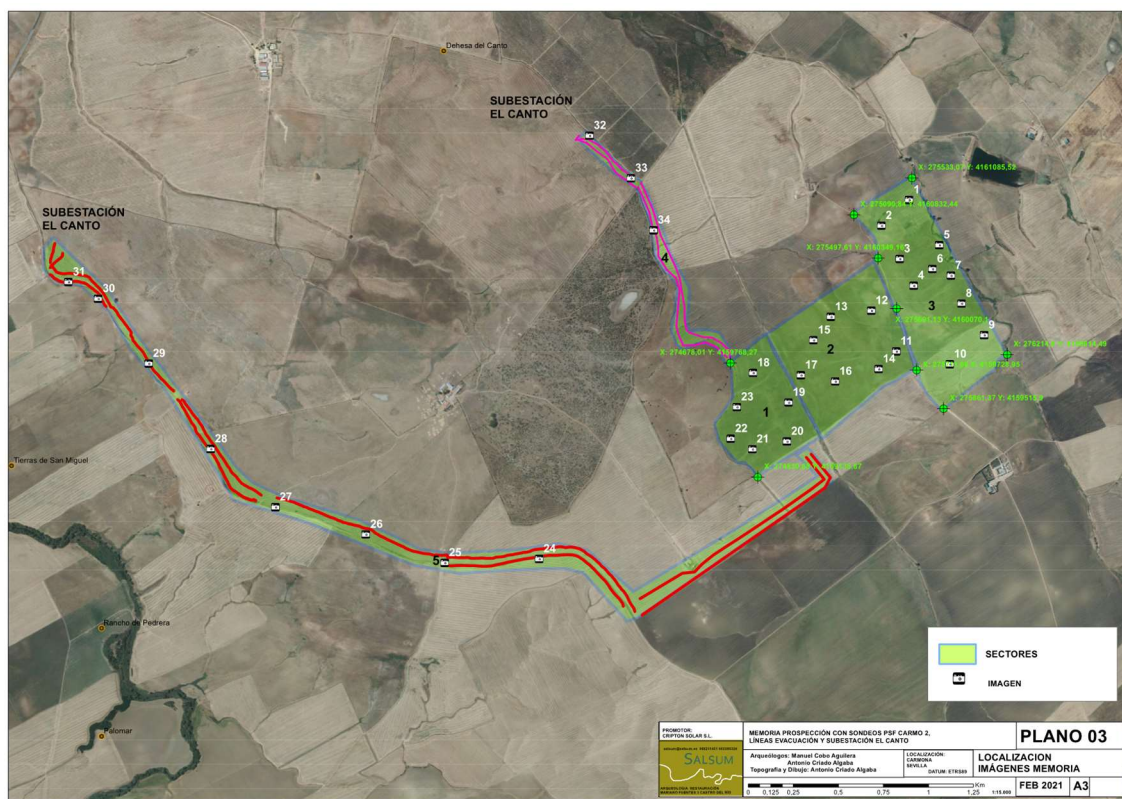 Dehesa del Canto
SUBESTACIÓN
EL CANTO
32
33
34
4
SUBESTACIÓN
EL CANTO
31
30
29
28
27
26
5
25
24
Tierras de San Miguel
Rancho de Pedrera
Palomar
1
2
3
4
5
6
7
8
3
9
10
11
12
13
14
15
2
16
17
18
19
23
1
22
21
20
SECTORES
IMAGEN
PROMOTOR:
CRIPTON SOLAR S.L.
SALSUM
ARQUEOLOGIA RESTAURACIÓN
MEMORIA PROSPECCIÓN CON SONDEOS PSF CARMO 2,
LÍNEAS EVACUACIÓN Y SUBESTACIÓN EL CANTO
Arqueólogos: Manuel Cobo Aguilera
Antonio Criado Algaba
Topografía y Dibujo: Antonio Criado Algaba
LOCALIZACIÓN:
CARMONA
SEVILLA
DATUM: ETRS89
0 0,125 0,25 0,5 0,75 1 1,25 Km
1:15.000
PLANO 03
LOCALIZACION
IMÁGENES MEMORIA
FEB 2021
A3